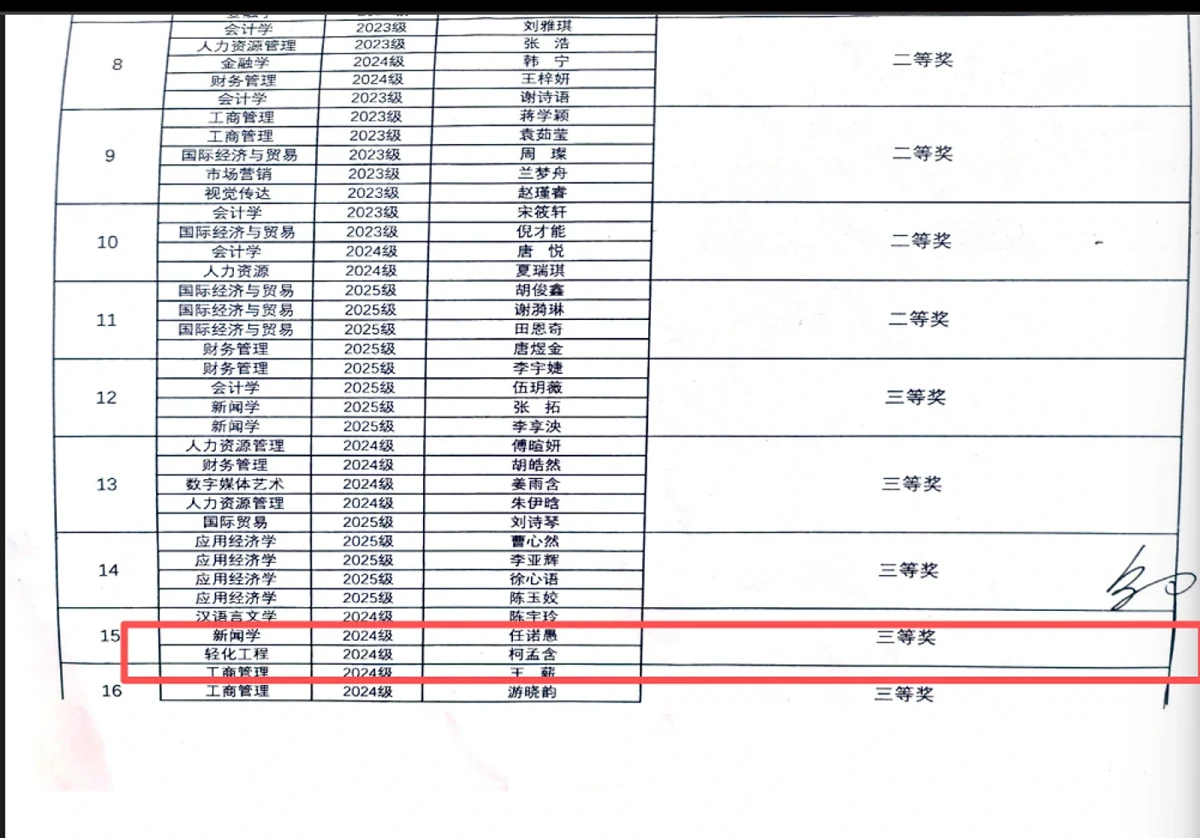 会计学 2023级 刘雅琪
人力资源管理 2023级 张 浩
8 金融学 2024级 韩 宁 二等奖
财务管理 2024级 王梓妍
会计学 2023级 谢诗语
工商管理 2023级 蒋学颖
工商管理 2023级 袁茹莹
9 国际经济与贸易 2023级 周 璨 二等奖
市场营销 2023级 兰梦舟
视觉传达 2023级 赵瑾睿
会计学 2023级 宋筱轩
国际经济与贸易 2023级 倪才能
10 会计学 2024级 唐 悦 二等奖
人力资源 2024级 夏瑞琪
国际经济与贸易 2025级 胡俊鑫
国际经济与贸易 2025级 谢漪琳
11 国际经济与贸易 2025级 田恩奇 二等奖
财务管理 2025级 唐煜金
财务管理 2025级 李宇婕
会计学 2025级 伍玥薇
12 新闻学 2025级 张 拓 三等奖
新闻学 2025级 李享泱
人力资源管理 2024级 傅暄妍
财务管理 2024级 胡皓然
13 数字媒体艺术 2024级 姜雨含 三等奖
人力资源管理 2024级 朱伊晗
国际贸易 2025级 刘诗琴
应用经济学 2025级 曹心然
应用经济学 2025级 李亚辉
14 应用经济学 2025级 徐心语 三等奖
应用经济学 2025级 陈玉姣
汉语言文学 2024级 陈宇玲
15 新闻学 2024级 任诺愚 三等奖
轻化工程 2024级 柯孟含
工商管理 2024级 王 薪
16 工商管理 2024级 游晓韵 三等奖